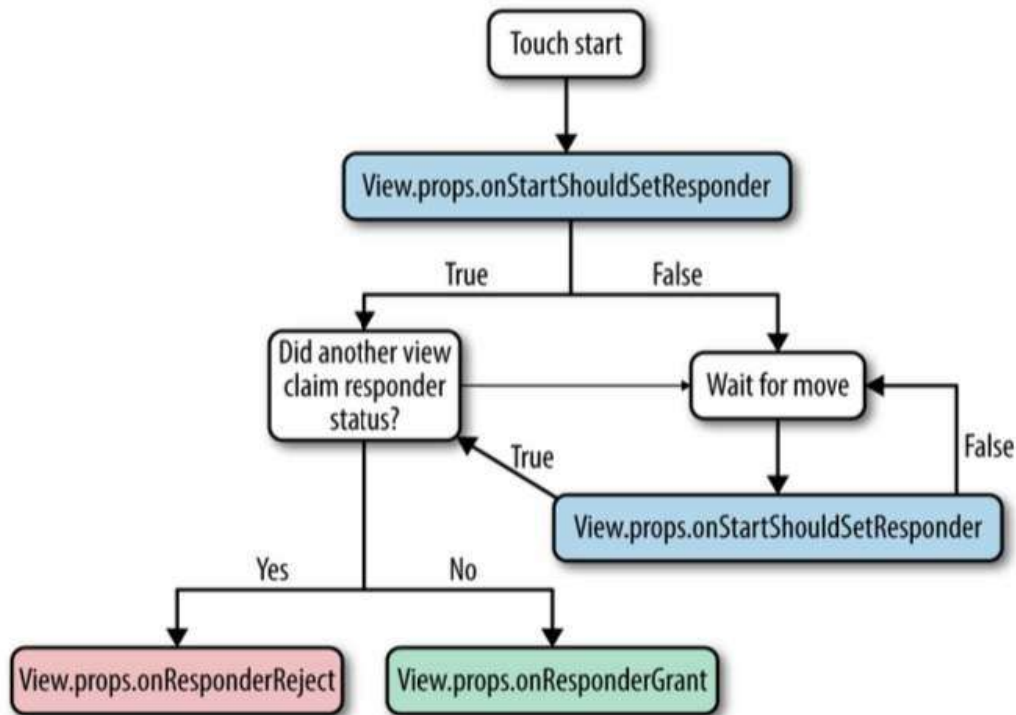 Touch start
View.props.onStartShouldSetResponder
True
False
Did another view
claim responder
status?
Wait for move
True
False
View.props.onStartShouldSetResponder
Yes
No
View.props.onResponderReject
View.props.onResponderGrant